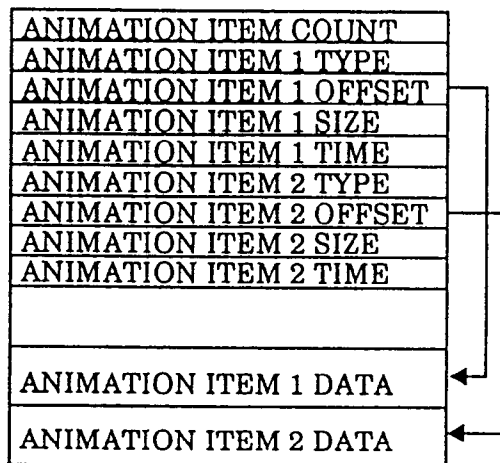 ANIMATION ITEM COUNT
ANIMATION ITEM 1 TYPE
ANIMATION ITEM 1 OFFSET
ANIMATION ITEM 1 SIZE
ANIMATION ITEM 1 TIME
ANIMATION ITEM 2 TYPE
ANIMATION ITEM 2 OFFSET
ANIMATION ITEM 2 SIZE
ANIMATION ITEM 2 TIME
ANIMATION ITEM 1 DATA
ANIMATION ITEM 2 DATA